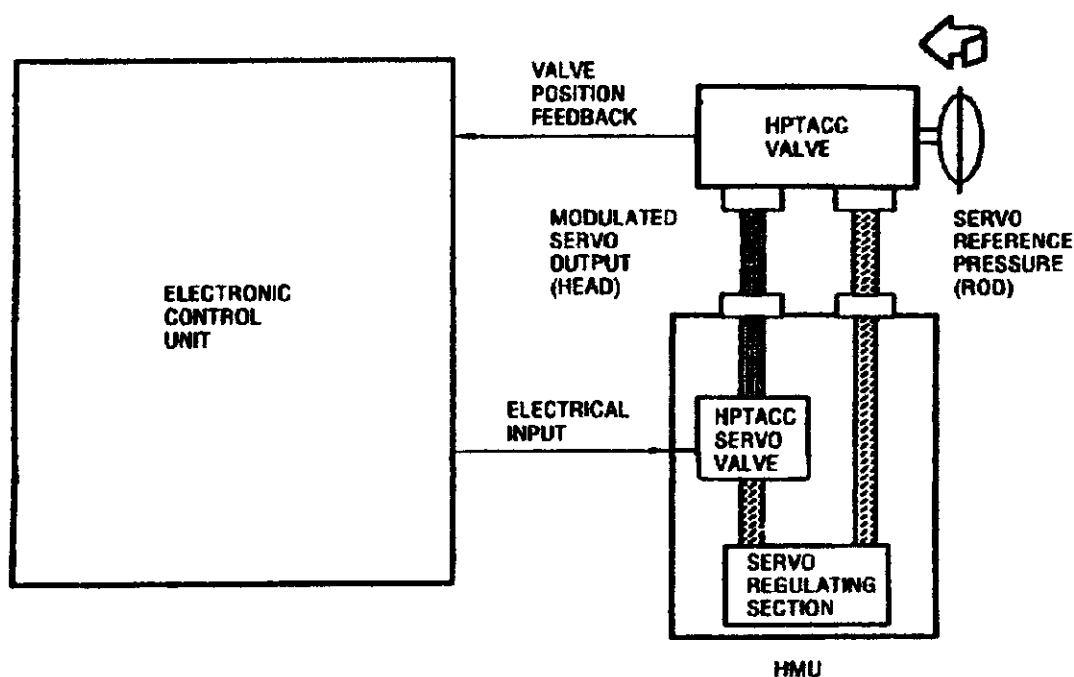 VALVE
POSITION
FEEDBACK
HPTACC
VALVE
MODULATED
SERVO
OUTPUT
(HEAD)
SERVO
REFERENCE
PRESSURE
(ROD)
ELECTRONIC
CONTROL
UNIT
ELECTRICAL
INPUT
HPTACC
SERVO
VALVE
SERVO
REGULATING
SECTION
HMU